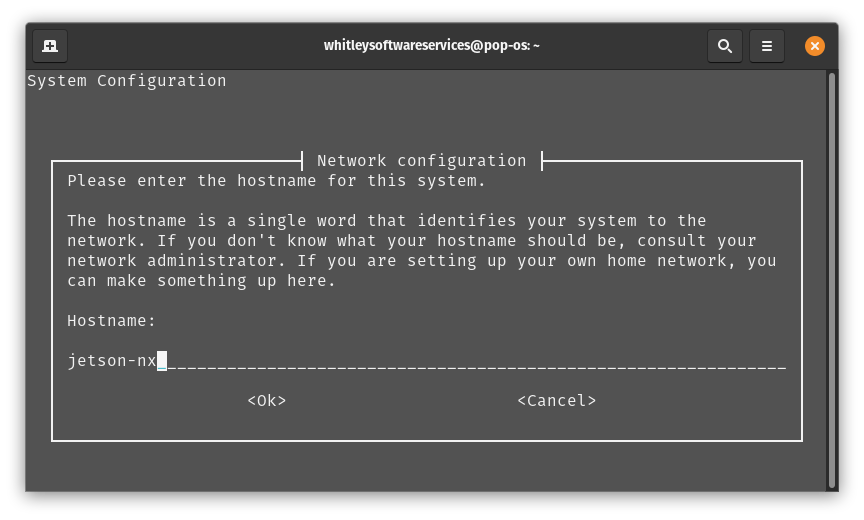 whitleysoftwareservices@pop-os: ~
System Configuration
Network configuration
Please enter the hostname for this system.
The hostname is a single word that identifies your system to the
network. If you don't know what your hostname should be, consult your
network administrator. If you are setting up your own home network, you
can make something up here.
Hostname:
jetson-nx_______________________________________________________________
<Ok> <Cancel>